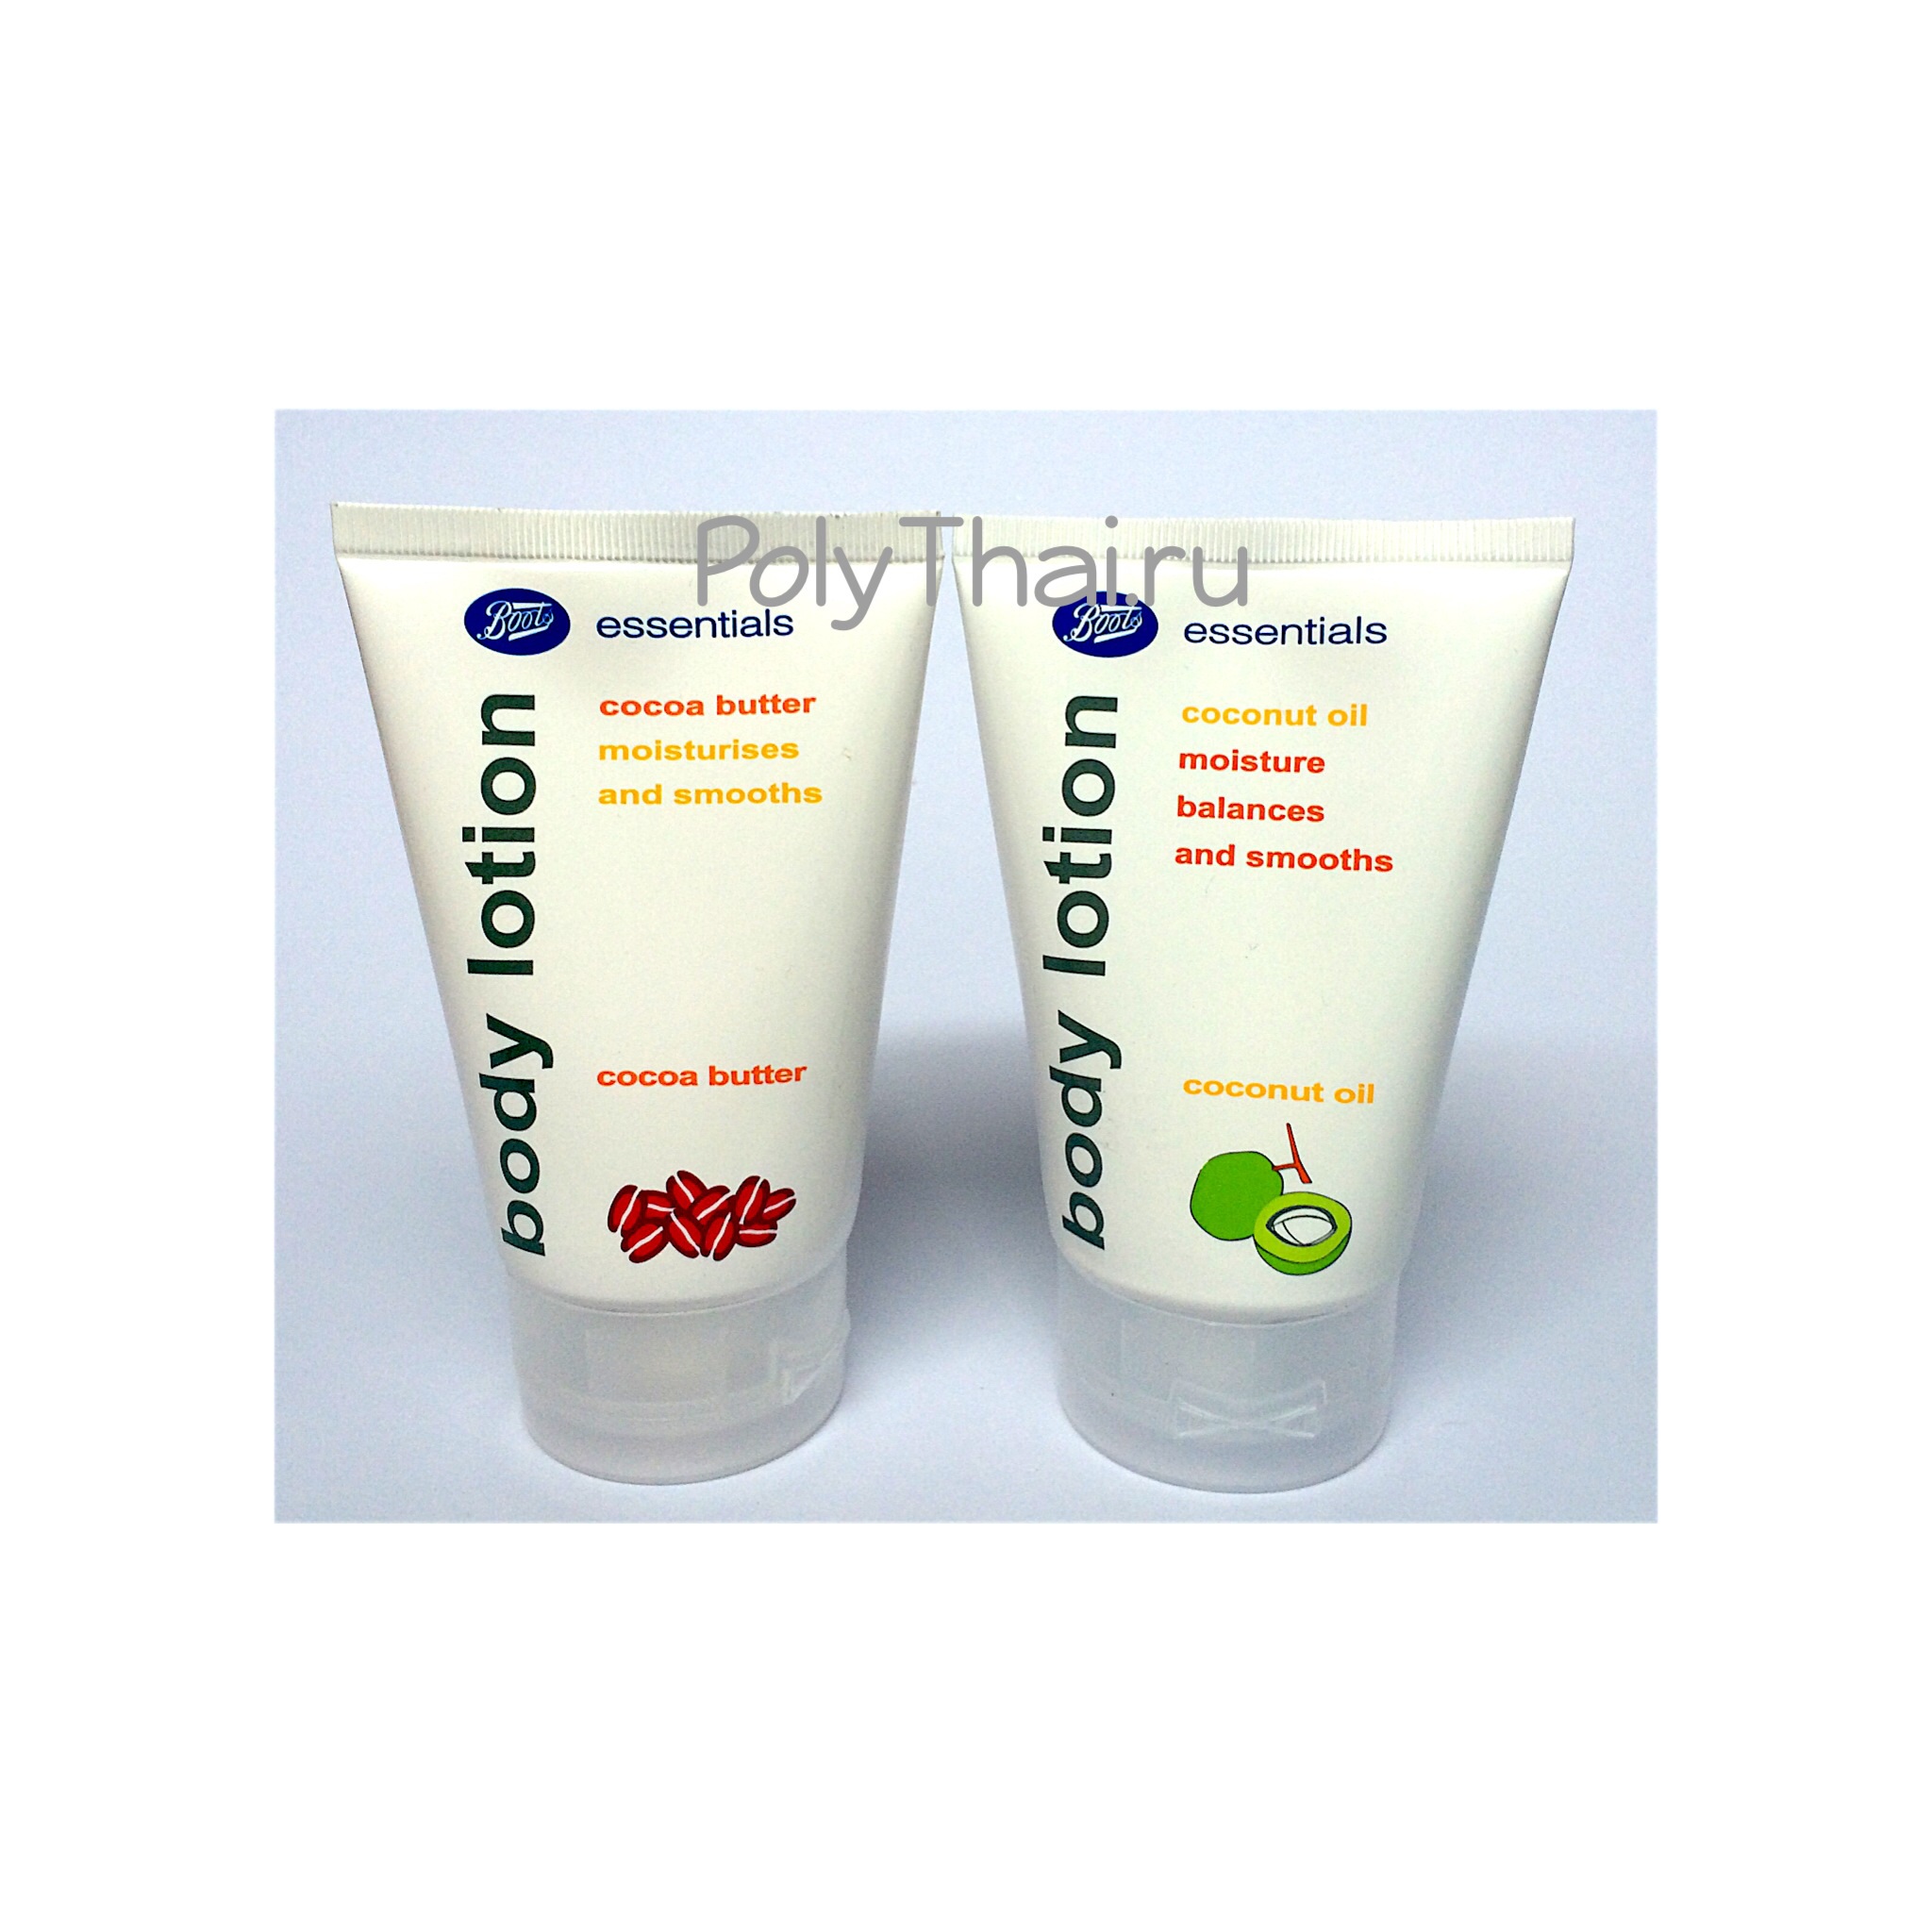 PolyThai.ru
Boots essentials
cocoa butter
moisturises
and smooths
body lotion
cocoa butter
Boots essentials
coconut oil
moisture
balances
and smooths
body lotion
coconut oil